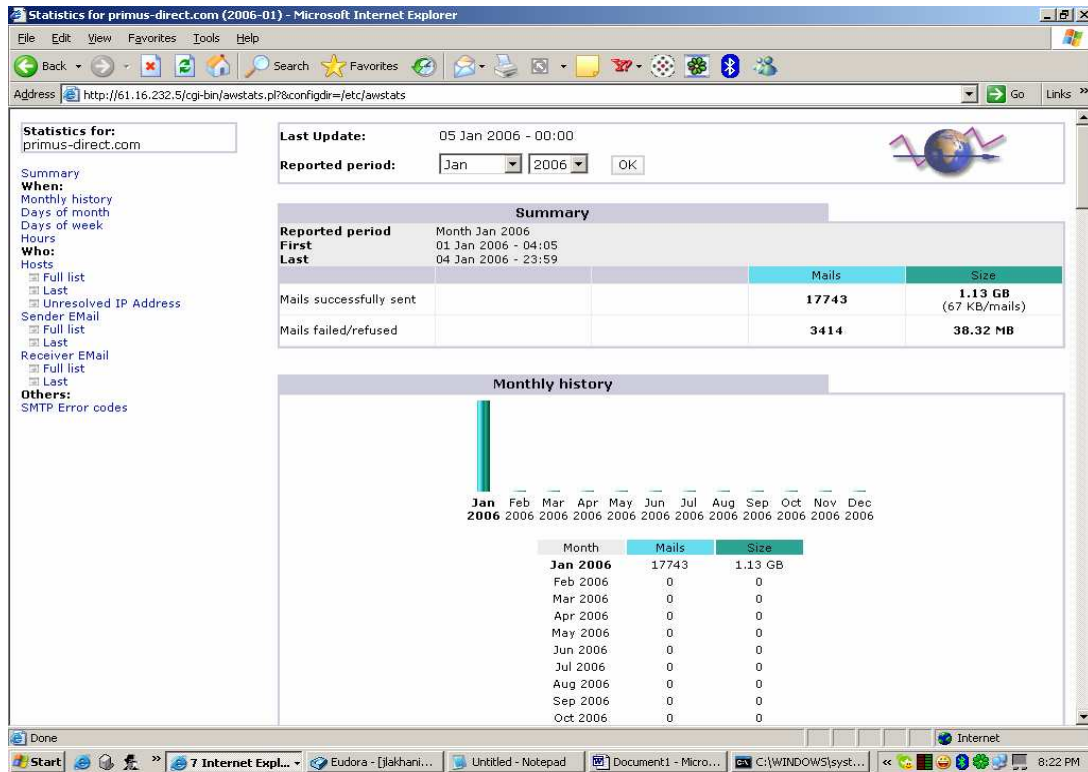 Statistics for primus-direct.com (2006-01) - Microsoft Internet Explorer
File Edit View Favorites Tools Help
Back Search Favorites
Address http://61.16.232.5/cgi-bin/awstats.pl?&configdir=/etc/awstats Go Links »
Statistics for:
primus-direct.com
Summary
When:
Monthly history
Days of month
Days of week
Hours
Who:
Hosts
Full list
Last
Unresolved IP Address
Sender EMail
Full list
Last
Receiver EMail
Full list
Last
Others:
SMTP Error codes
Last Update: 05 Jan 2006 - 00:00
Reported period: Jan 2006 OK
Summary
Reported period Month Jan 2006
First 01 Jan 2006 - 04:05
Last 04 Jan 2006 - 23:59
Mails Size
Mails successfully sent 17743 1.13 GB
(67 KB/mails)
Mails failed/refused 3414 38.32 MB
Monthly history
Jan Feb Mar Apr May Jun Jul Aug Sep Oct Nov Dec
2006 2006 2006 2006 2006 2006 2006 2006 2006 2006 2006 2006
Month Mails Size
Jan 2006 17743 1.13 GB
Feb 2006 0 0
Mar 2006 0 0
Apr 2006 0 0
May 2006 0 0
Jun 2006 0 0
Jul 2006 0 0
Aug 2006 0 0
Sep 2006 0 0
Oct 2006 0 0
Done Internet
Start » 7 Internet Expl... Eudora - [jlakhani... Untitled - Notepad Document1 - Micro... C:\WINDOWS\syst... « 8:22 PM